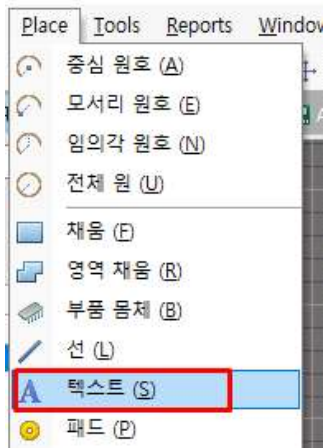 Place Tools Reports Window
중심 원호 (A)
모서리 원호 (E)
임의각 원호 (N)
전체 원 (U)
채움 (F)
영역 채움 (R)
부품 몸체 (B)
선 (L)
텍스트 (S)
패드 (P)